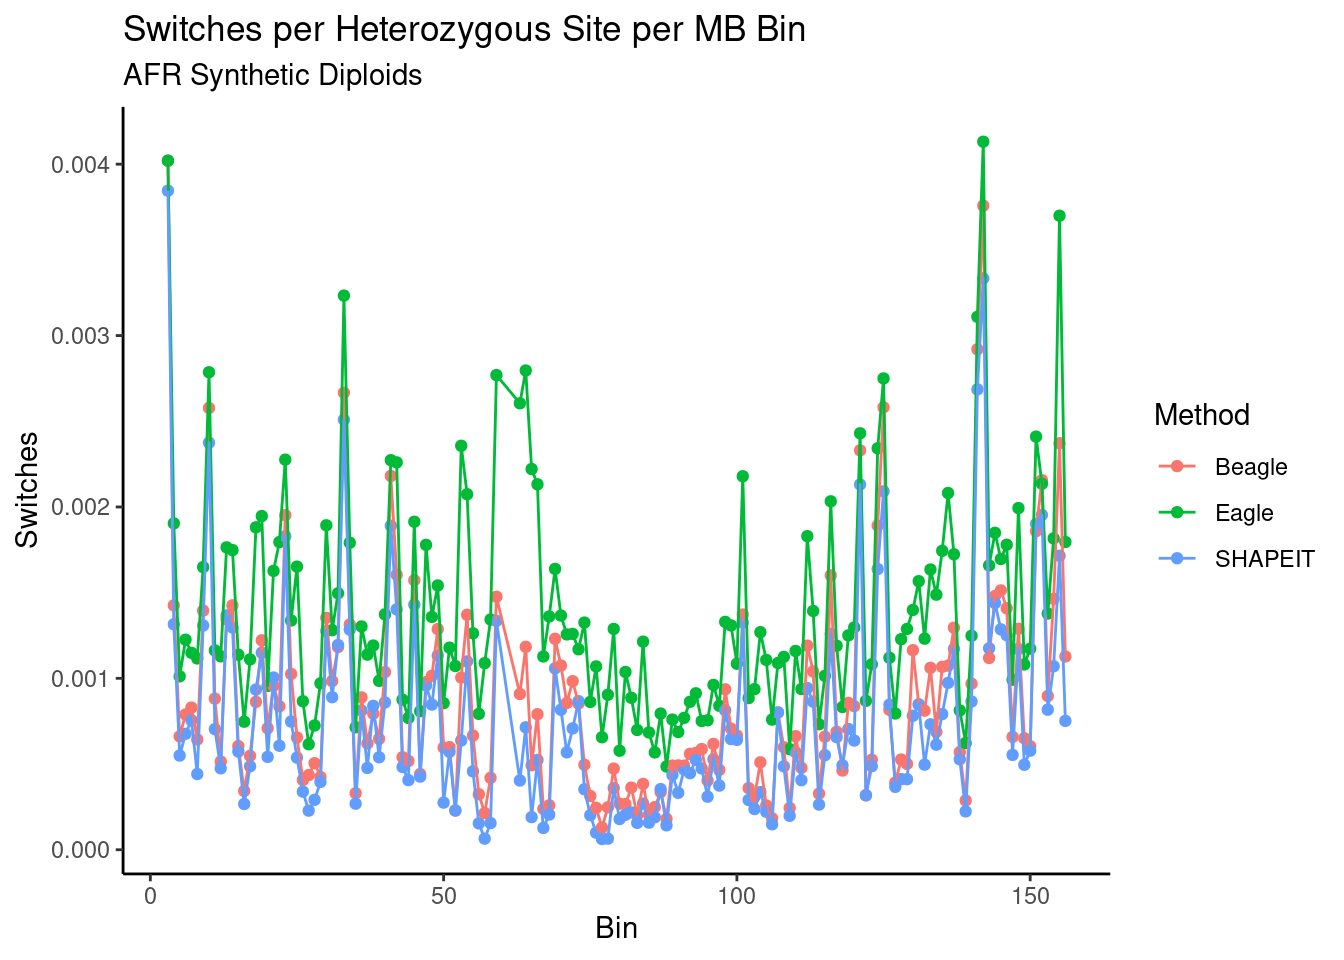 Switches per Heterozygous Site per MB Bin
AFR Synthetic Diploids
Switches
0.004
0.003
0.002
0.001
0.000
0
50
100
150
Bin
Method
Beagle
Eagle
SHAPEIT